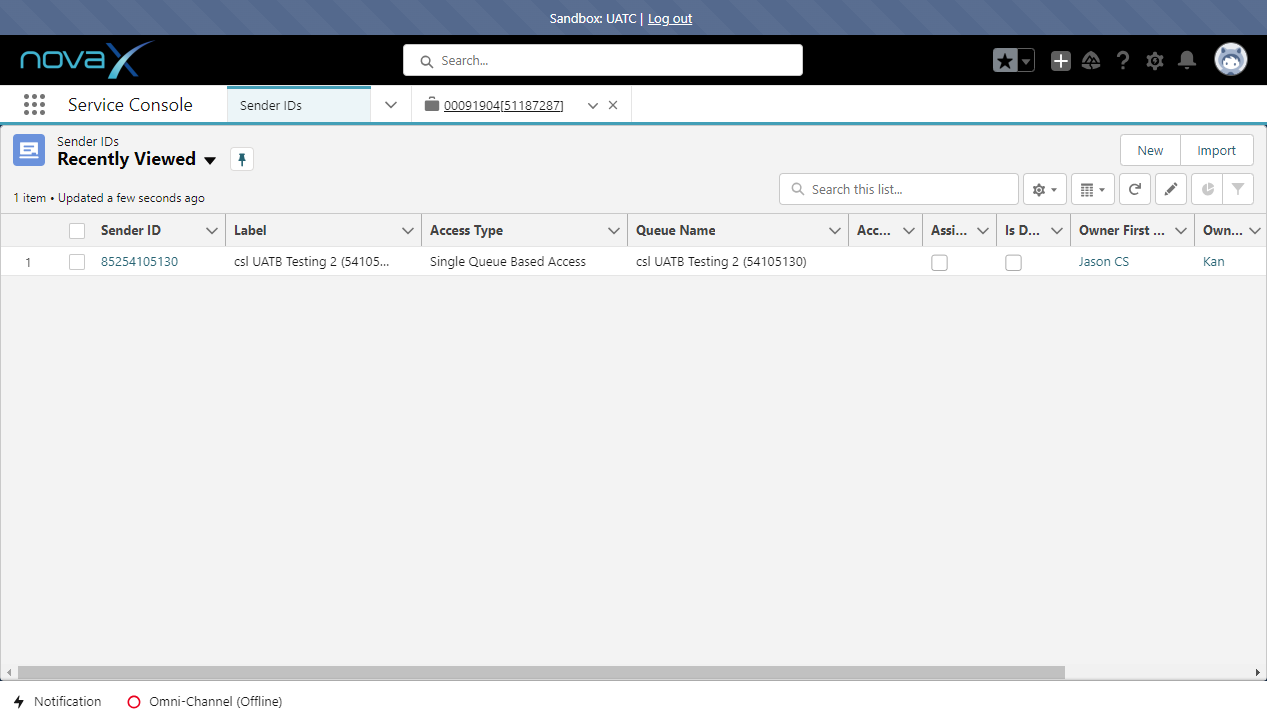 Sandbox: UATC | Log out
novaX
Search...
Service Console
Sender IDs
00091904[51187287]
Sender IDs
Recently Viewed
New
Import
1 item • Updated a few seconds ago
Search this list...
Sender ID
Label
Access Type
Queue Name
Acc...
Assi...
Is D...
Owner First ...
Own...
1
85254105130
csl UATB Testing 2 (54105...
Single Queue Based Access
csl UATB Testing 2 (54105130)
Jason CS
Kan
Notification
Omni-Channel (Offline)